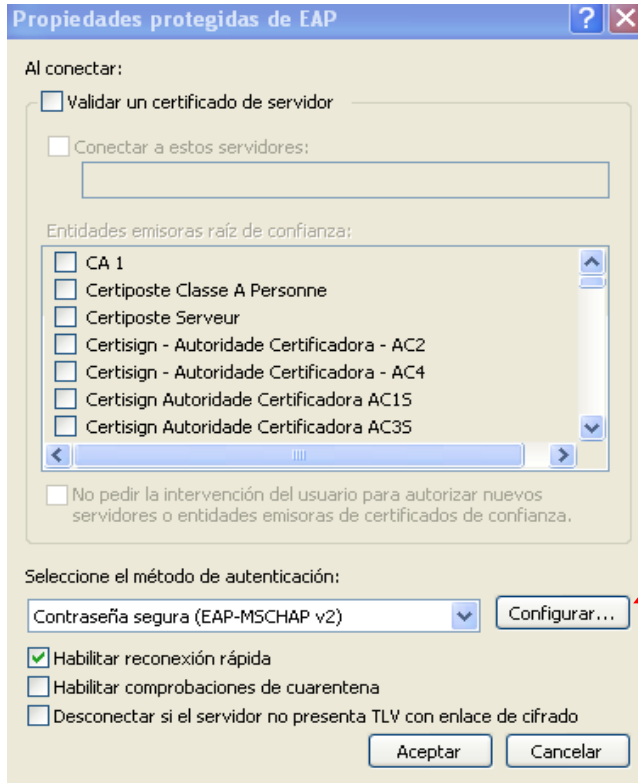 Propiedades protegidas de EAP
Al conectar:
Validar un certificado de servidor
Conectar a estos servidores:
Entidades emisoras raíz de confianza:
CA 1
Certiposte Classe A Personne
Certiposte Serveur
Certisign - Autoridade Certificadora - AC2
Certisign - Autoridade Certificadora - AC4
Certisign Autoridade Certificadora AC1S
Certisign Autoridade Certificadora AC3S
No pedir la intervención del usuario para autorizar nuevos
servidores o entidades emisoras de certificados de confianza.
Seleccione el método de autenticación:
Contraseña segura (EAP-MSCHAP v2)
Configurar...
Habilitar reconexión rápida
Habilitar comprobaciones de cuarentena
Desconectar si el servidor no presenta TLV con enlace de cifrado
Aceptar
Cancelar